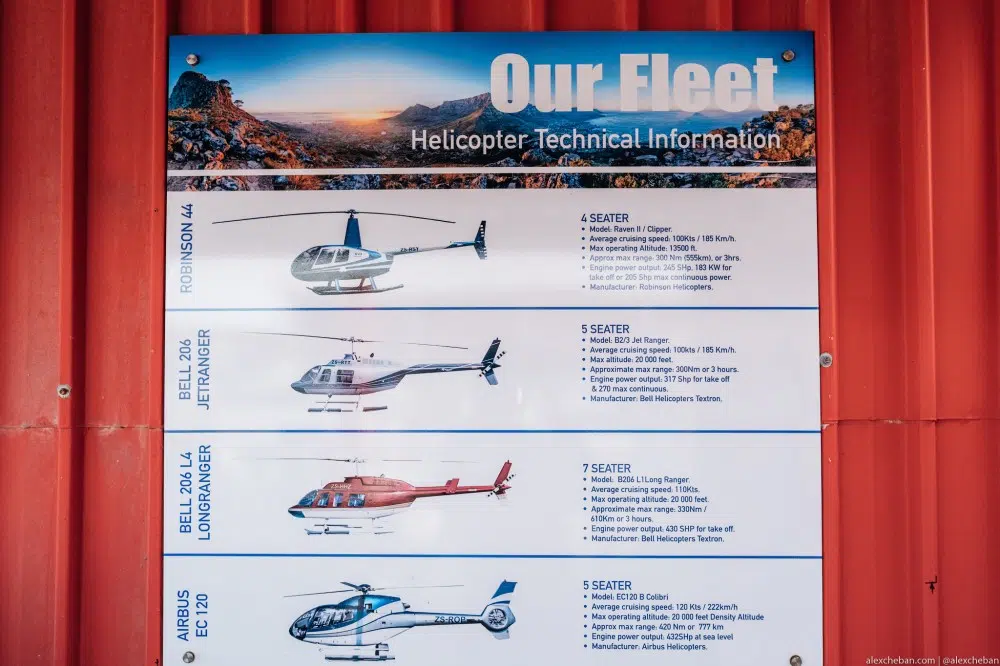 Our Fleet
Helicopter Technical Information
ROBINSON 44
ZS-RST
4 SEATER
• Model: Raven II / Clipper.
• Average cruising speed: 100Kts / 185 Km/h.
• Max operating Altitude: 13500 ft.
• Approx max range: 300 Nm (555km), or 3hrs.
• Engine power output: 245 SHp. 183 KW for
take off or 205 Shp max continuous power.
• Manufacturer: Robinson Helicopters.
BELL 206
JETRANGER
5 SEATER
• Model: B2/3 Jet Ranger.
• Average cruising speed: 100kts / 185 Km/h.
• Max altitude: 20 000 feet.
• Approximate max range: 300Nm or 3 hours.
• Engine power output: 317 Shp for take off
& 270 max continuous.
• Manufacturer: Bell Helicopters Textron.
BELL 206 L4
LONGRANGER
7 SEATER
• Model: B206 L1Long Ranger.
• Average cruising speed: 110Kts.
• Max operating altitude: 20 000 feet.
• Approximate max range: 330Nm /
610Km or 3 hours.
• Engine power output: 430 SHP for take off.
• Manufacturer: Bell Helicopters Textron.
AIRBUS
EC 120
5 SEATER
• Model: EC120 B Colibri
• Average cruising speed: 120 Kts / 222km/h
• Max operating altitude: 20 000 feet Density Altitude
• Approx max range: 420 Nm or 777 km
• Engine power output: 432SHp at sea level
• Manufacturer: Airbus Helicopters.
alexcheban.com | @alexcheban